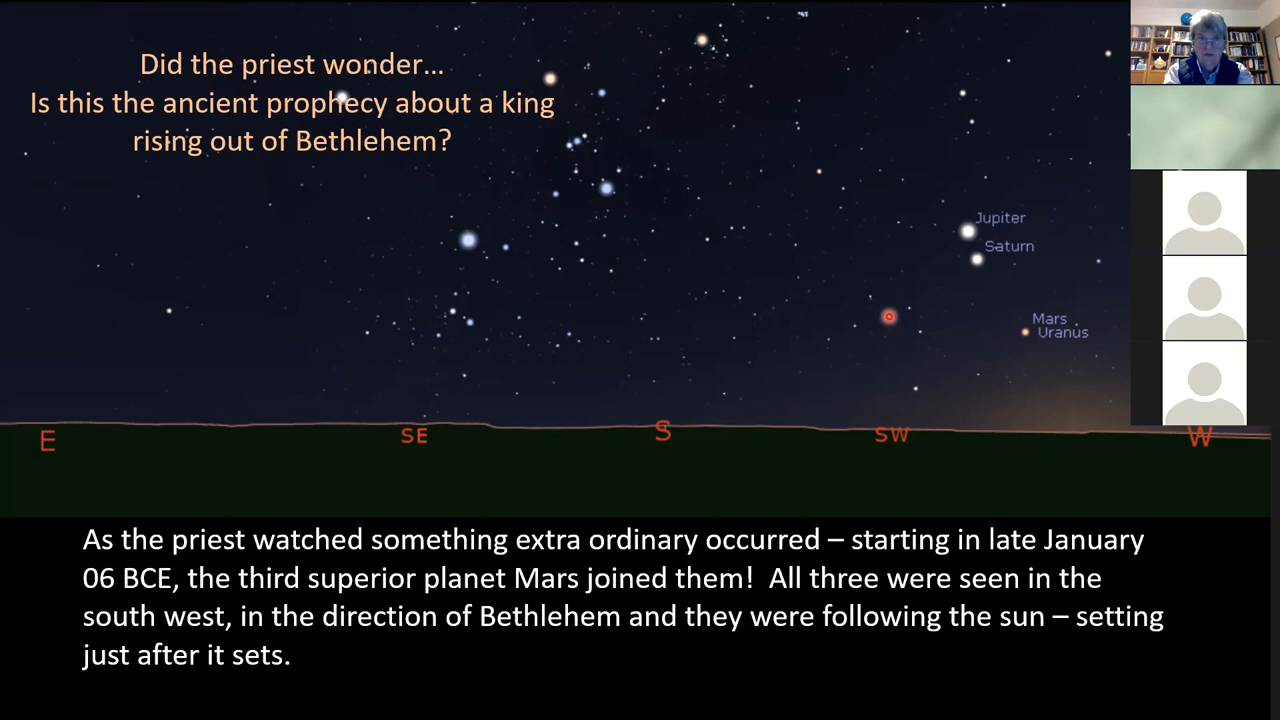 Did the priest wonder…
Is this the ancient prophecy about a king
rising out of Bethlehem?
Jupiter
Saturn
Mars
Uranus
E
SE
S
SW
W
As the priest watched something extra ordinary occurred – starting in late January
06 BCE, the third superior planet Mars joined them!  All three were seen in the
south west, in the direction of Bethlehem and they were following the sun – setting
just after it sets.